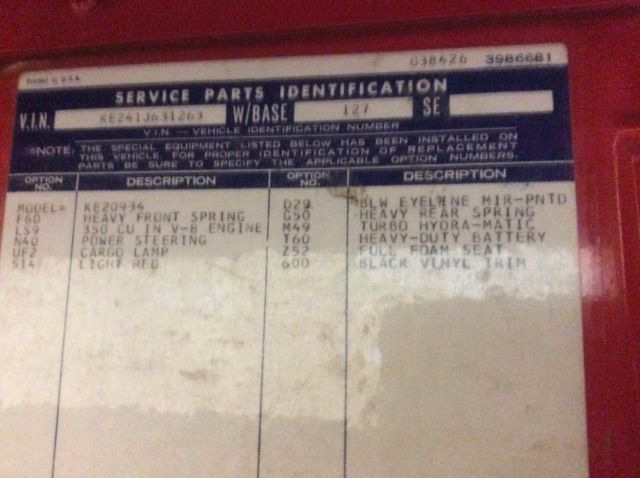 038426 3986681
SERVICE PARTS IDENTIFICATION
V.I.N. KE241J631263 W/BASE 127 SE
V.I.N. — VEHICLE IDENTIFICATION NUMBER
*NOTE: THE SPECIAL EQUIPMENT LISTED BELOW HAS BEEN INSTALLED ON
THIS VEHICLE. FOR PROPER IDENTIFICATION OF REPLACEMENT
PARTS BE SURE TO SPECIFY THE APPLICABLE OPTION NUMBERS.
OPTION NO. DESCRIPTION OPTION NO. DESCRIPTION
MODEL* KE20934 D29 BLW EYELINE MIR-PNTD
F60 HEAVY FRONT SPRING G50 HEAVY REAR SPRING
LS9 350 CU IN V-8 ENGINE M49 TURBO HYDRA-MATIC
N40 POWER STEERING T60 HEAVY-DUTY BATTERY
UF2 CARGO LAMP Z52 FULL FOAM SEAT
LIGHT RED 600 BLACK VINYL TRIM